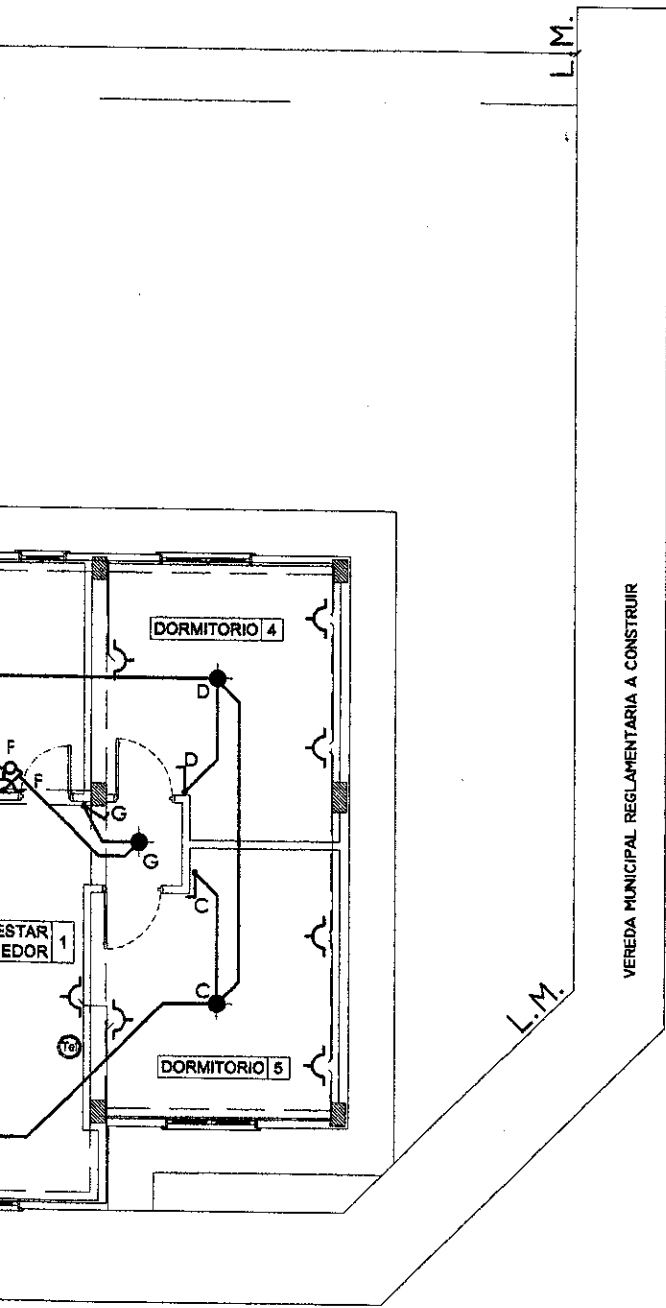 L.M.
DORMITORIO 4
D
D
F
F
G
G
C
ESTAR
EDOR
1
C
Tel
DORMITORIO 5
L.M.
VEREDA MUNICIPAL REGLAMENTARIA A CONSTRUIR